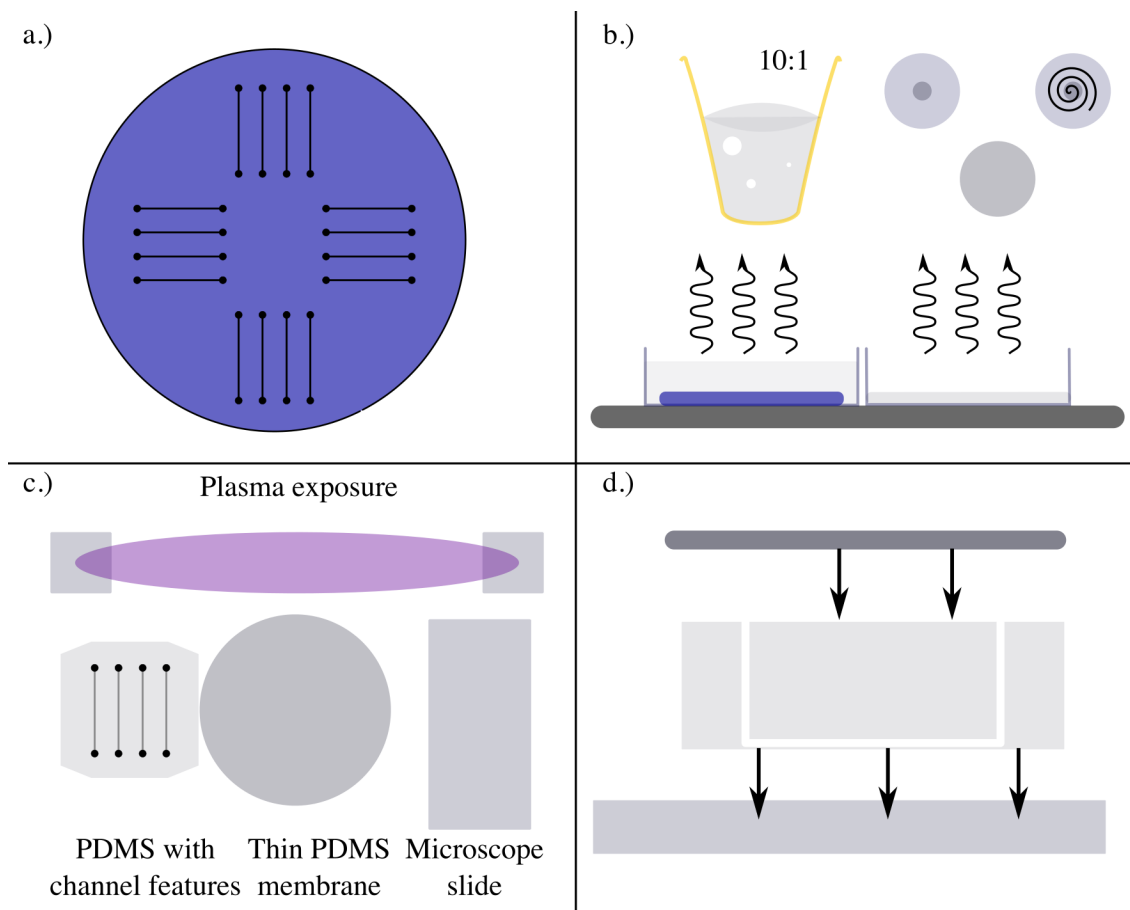 a.)
b.)
10:1
c.)
Plasma exposure
PDMS with
channel features
Thin PDMS
membrane
Microscope
slide
d.)